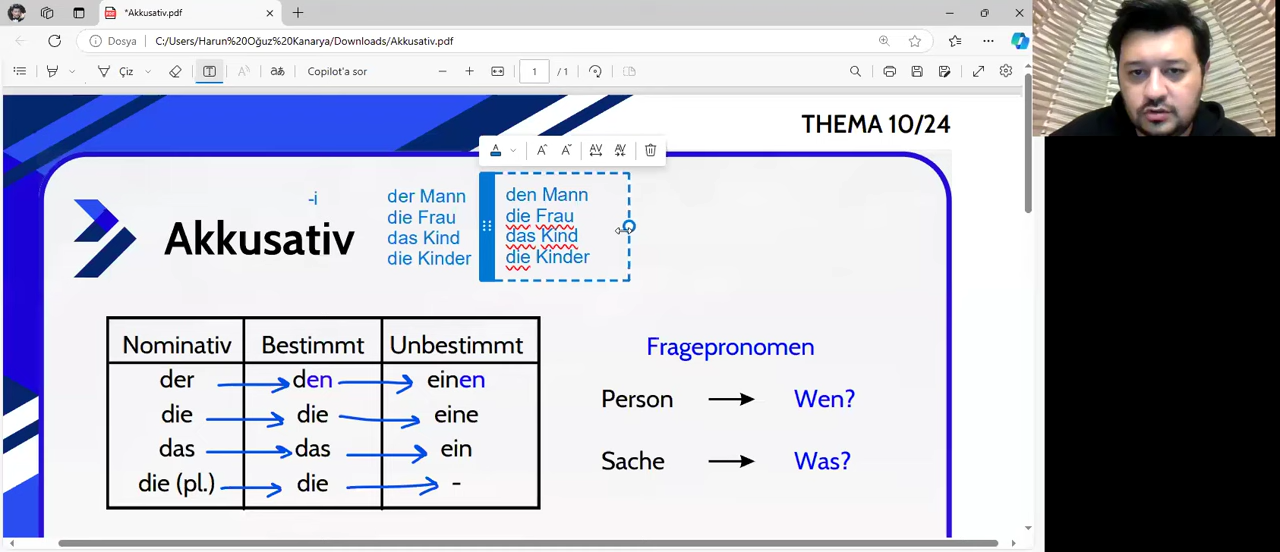 *Akkusativ.pdf
Dosya
C:/Users/Harun%20Oğuz%20Kanarya/Downloads/Akkusativ.pdf
Çiz
aあ
Copilot'a sor
1 / 1
THEMA 10/24
-i
Akkusativ
der Mann
die Frau
das Kind
die Kinder
den Mann
die Frau
das Kind
die Kinder
Nominativ Bestimmt Unbestimmt
der den einen
die die eine
das das ein
die (pl.) die -
Fragepronomen
Person Wen?
Sache Was?